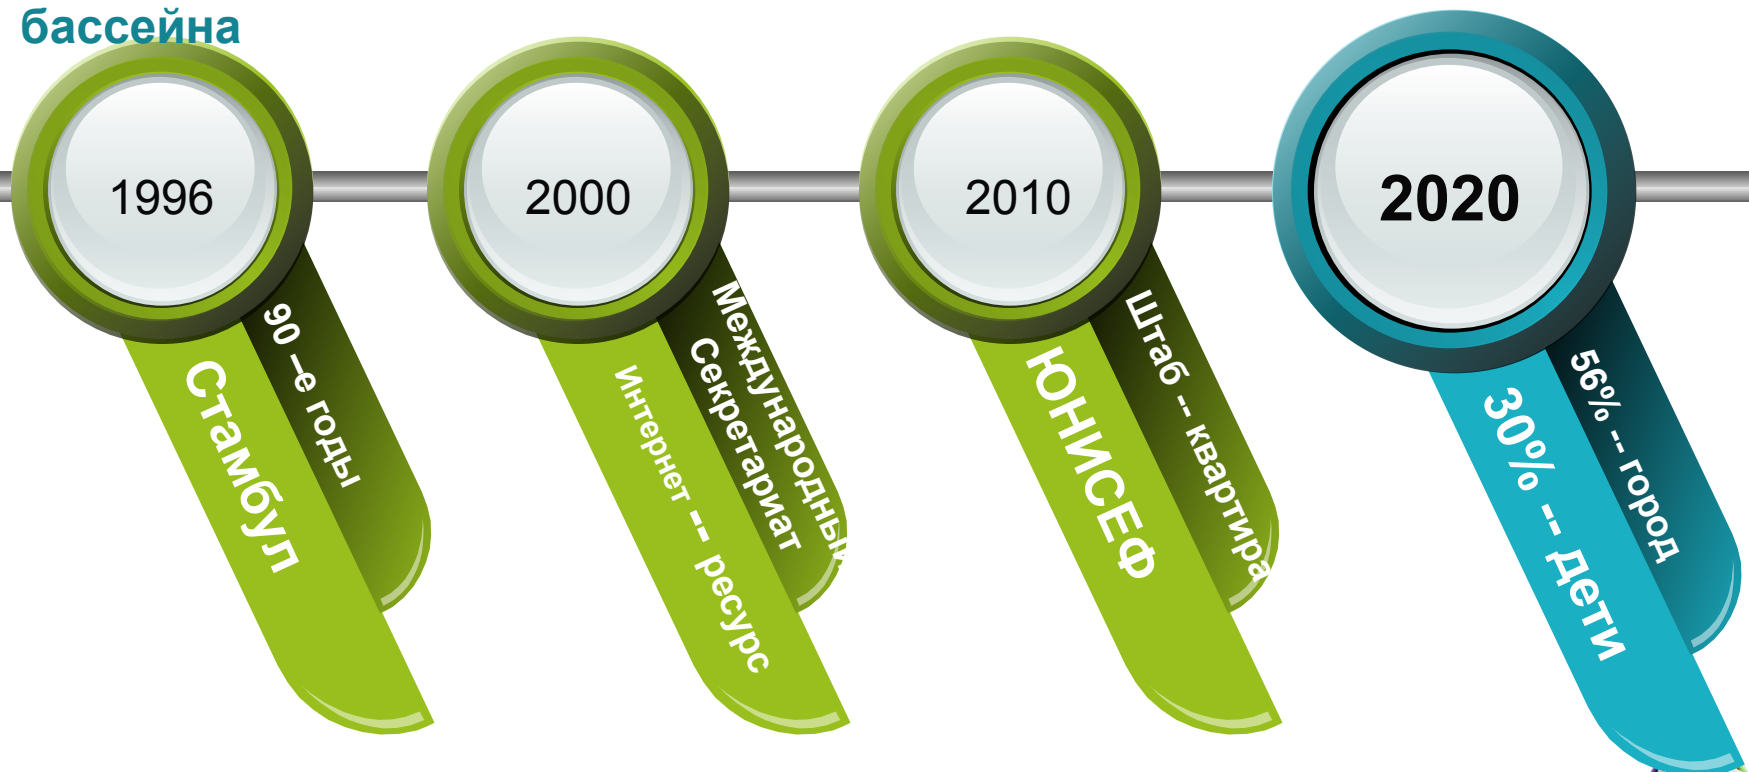 бассейна
1996
2000
2010
2020
90 –е годы
Стамбул
Международный
Секретариат
Интернет -- ресурс
Штаб -- квартира
ЮНИСЕФ
56% -- город
30% -- дети